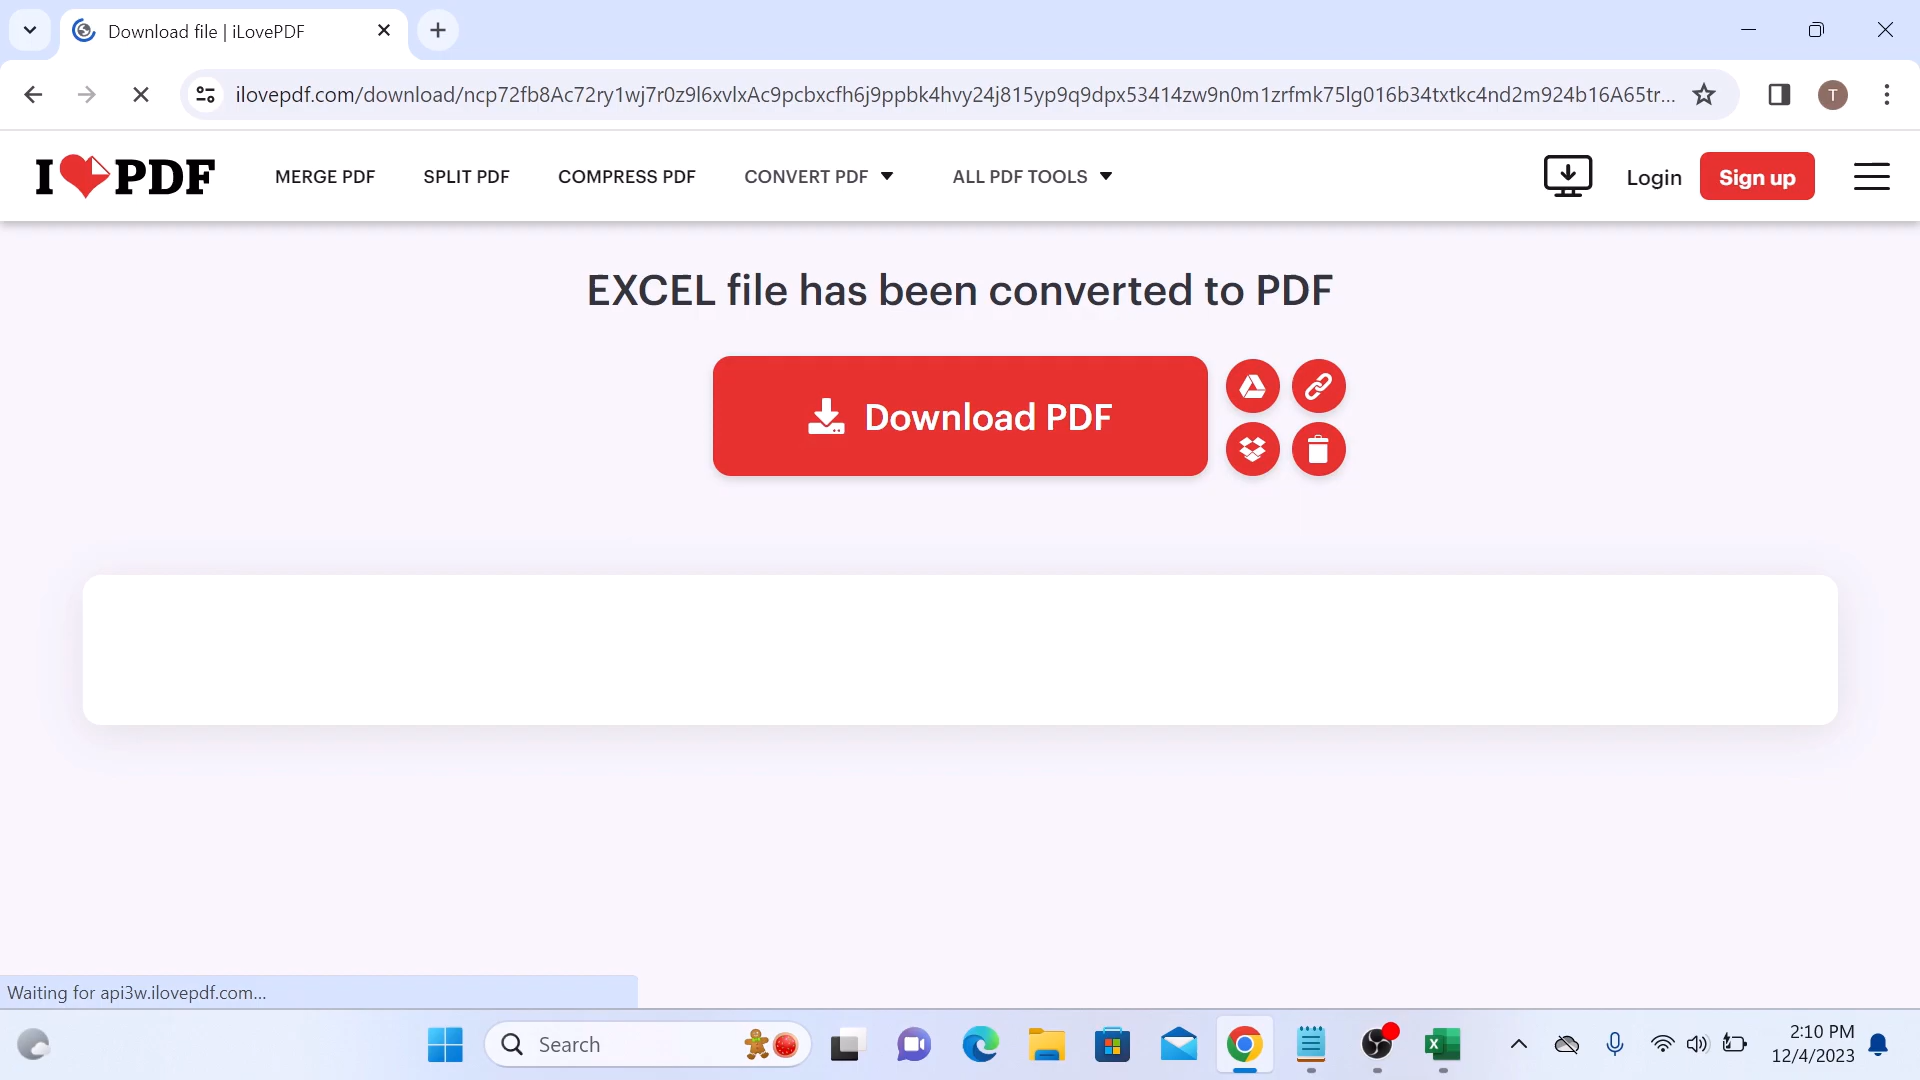 Download file | iLovePDF
ilovepdf.com/download/ncp72fb8Ac72ry1wj7r0z9l6xvlxAc9pcbxcfh6j9ppbk4hvy24j815yp9q9dpx53414zw9n0m1zrfmk75lg016b34txtkc4nd2m924b16A65tr...
T
I PDF MERGE PDF SPLIT PDF COMPRESS PDF CONVERT PDF ALL PDF TOOLS Login Sign up
EXCEL file has been converted to PDF
Download PDF
Waiting for api3w.ilovepdf.com...
Search
2:10 PM
12/4/2023